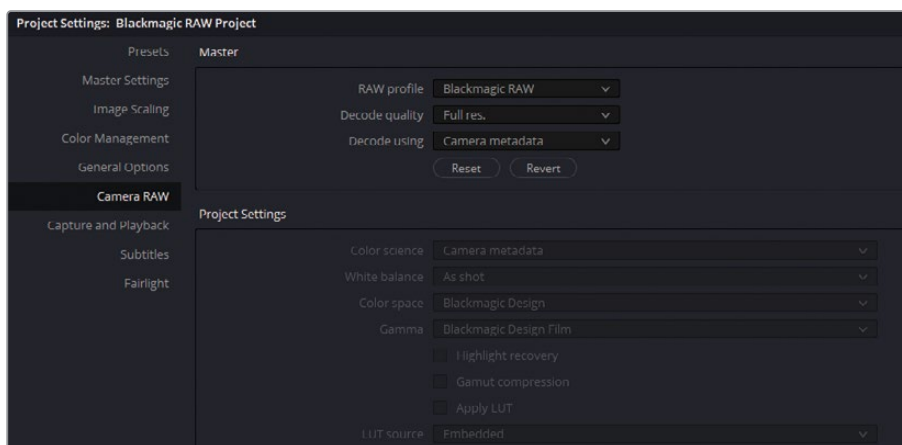 Project Settings: Blackmagic RAW Project
Presets
Master Settings
Image Scaling
Color Management
General Options
Camera RAW
Capture and Playback
Subtitles
Fairlight
Master
RAW profile Blackmagic RAW
Decode quality Full res.
Decode using Camera metadata
Reset Revert
Project Settings
Color science Camera metadata
White balance As shot
Color space Blackmagic Design
Gamma Blackmagic Design Film
Highlight recovery
Gamut compression
Apply LUT
LUT source Embedded